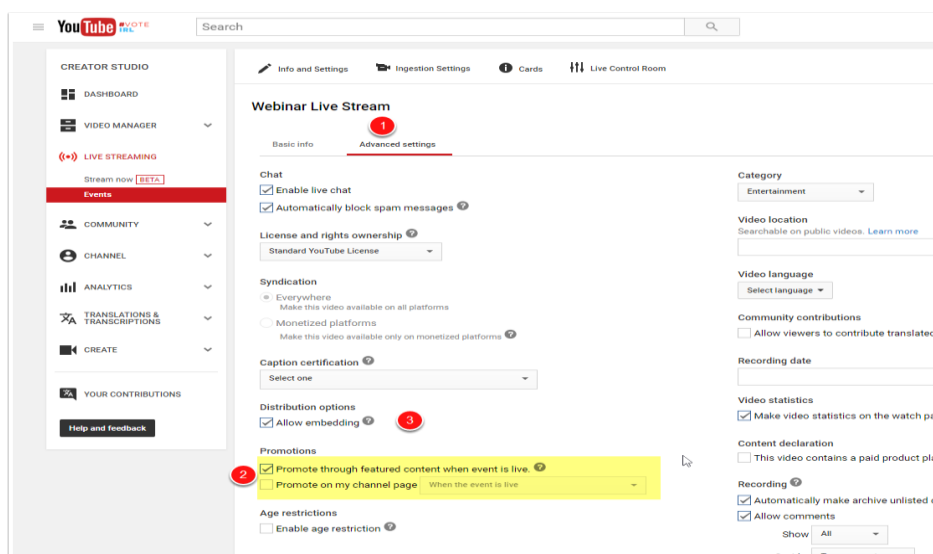 YouTube #VOTE IRL
Search
CREATOR STUDIO
DASHBOARD
VIDEO MANAGER
LIVE STREAMING
Stream now BETA
Events
COMMUNITY
CHANNEL
ANALYTICS
TRANSLATIONS &
TRANSCRIPTIONS
CREATE
YOUR CONTRIBUTIONS
Help and feedback
Info and Settings Ingestion Settings Cards Live Control Room
Webinar Live Stream
1
Basic info Advanced settings
Chat
Enable live chat
Automatically block spam messages ?
License and rights ownership ?
Standard YouTube License
Syndication
Everywhere
Make this video available on all platforms
Monetized platforms
Make this video available only on monetized platforms ?
Caption certification ?
Select one
Distribution options
Allow embedding ? 3
Promotions
2 Promote through featured content when event is live. ?
Promote on my channel page When the event is live
Age restrictions
Enable age restriction ?
Category
Entertainment
Video location
Searchable on public videos. Learn more
Video language
Select language
Community contributions
Allow viewers to contribute translated
Recording date
Video statistics
Make video statistics on the watch pa
Content declaration
This video contains a paid product pl
Recording ?
Automatically make archive unlisted
Allow comments
Show All